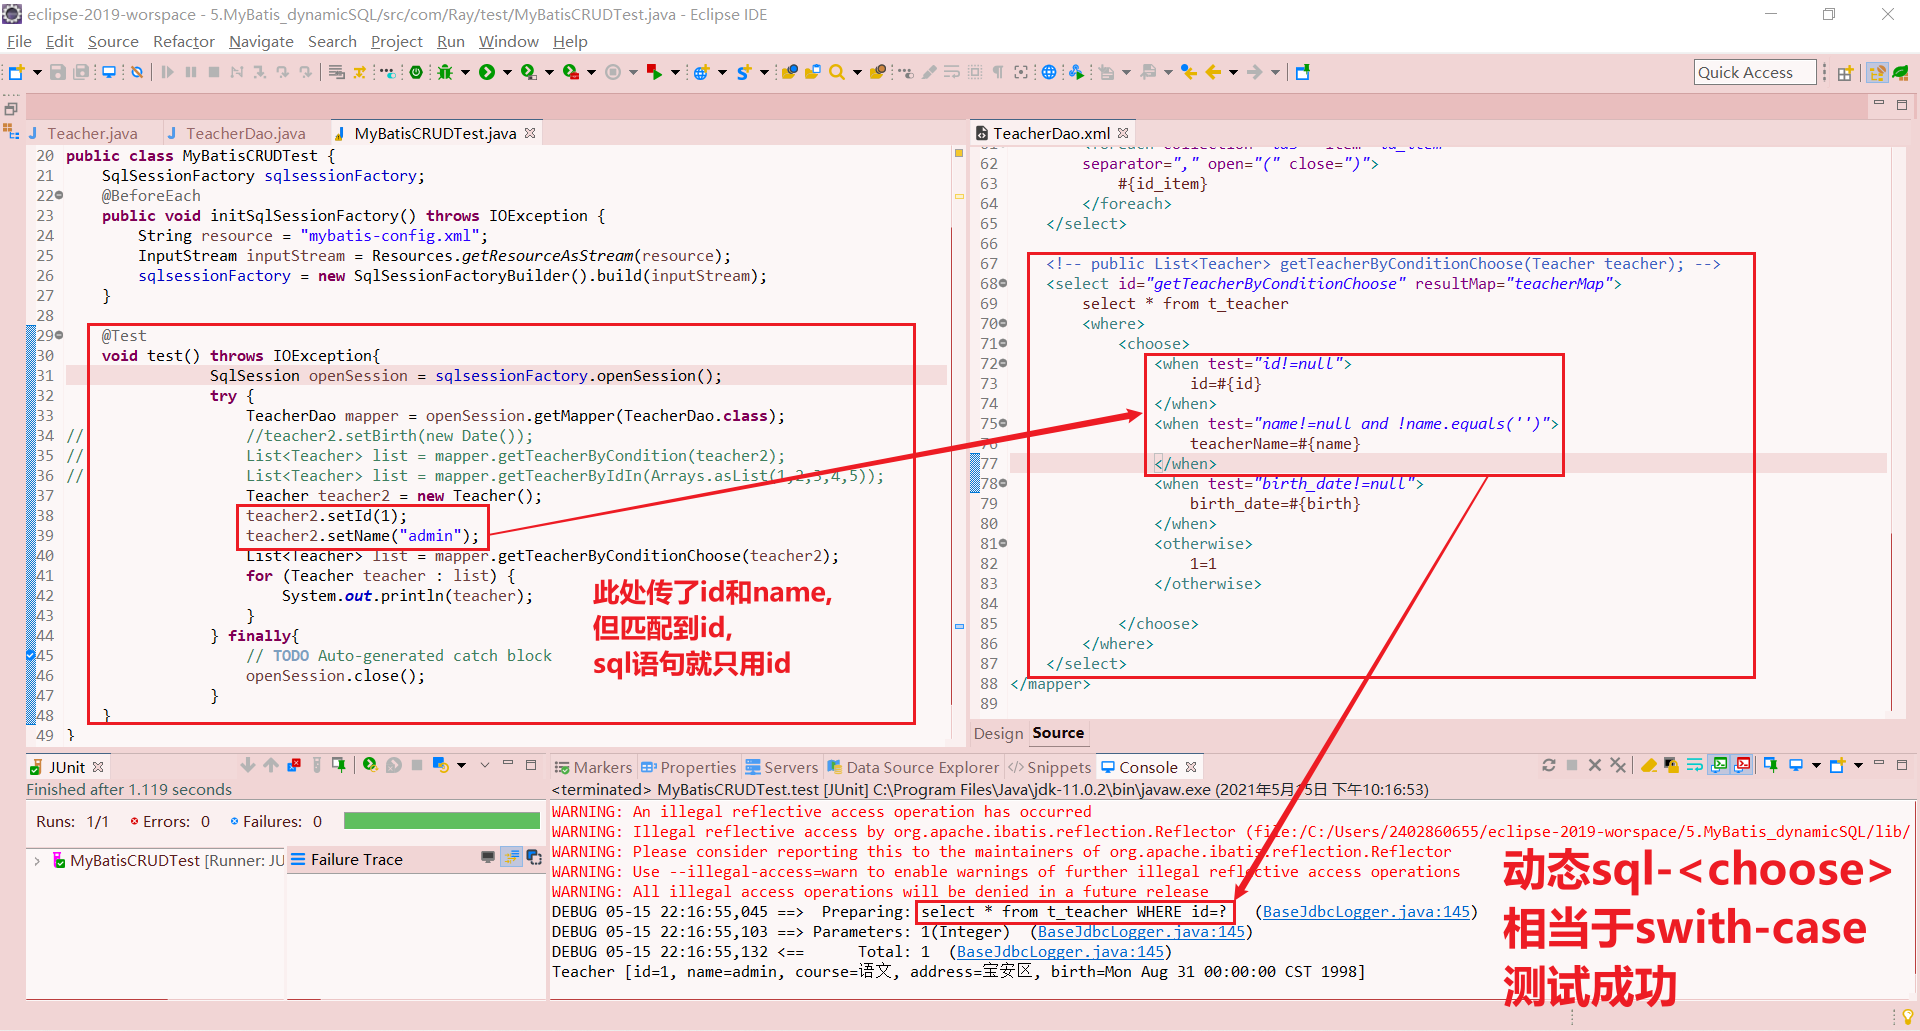 eclipse-2019-worspace - 5.MyBatis_dynamicSQL/src/com/Ray/test/MyBatisCRUDTest.java - Eclipse IDE
File Edit Source Refactor Navigate Search Project Run Window Help
Quick Access
Teacher.java TeacherDao.java MyBatisCRUDTest.java
20 public class MyBatisCRUDTest {
21 SqlSessionFactory sqlsessionFactory;
22 @BeforeEach
23 public void initSqlSessionFactory() throws IOException {
24 String resource = "mybatis-config.xml";
25 InputStream inputStream = Resources.getResourceAsStream(resource);
26 sqlsessionFactory = new SqlSessionFactoryBuilder().build(inputStream);
27 }
28
29 @Test
30 void test() throws IOException{
31 SqlSession openSession = sqlsessionFactory.openSession();
32 try {
33 TeacherDao mapper = openSession.getMapper(TeacherDao.class);
34 // //teacher2.setBirth(new Date());
35 // List<Teacher> list = mapper.getTeacherByCondition(teacher2);
36 // List<Teacher> list = mapper.getTeacherByIdIn(Arrays.asList(1,2,3,4,5));
37 Teacher teacher2 = new Teacher();
38 teacher2.setId(1);
39 teacher2.setName("admin");
40 List<Teacher> list = mapper.getTeacherByConditionChoose(teacher2);
41 for (Teacher teacher : list) {
42 System.out.println(teacher);
43 }
44 } finally{
45 // TODO Auto-generated catch block
46 openSession.close();
47 }
48 }
49 }
此处传了id和name,
但匹配到id,
sql语句就只用id
TeacherDao.xml
62 separator="," open="(" close=")">
63 #{id_item}
64 </foreach>
65 </select>
66
67 <!-- public List<Teacher> getTeacherByConditionChoose(Teacher teacher); -->
68 <select id="getTeacherByConditionChoose" resultMap="teacherMap">
69 select * from t_teacher
70 <where>
71 <choose>
72 <when test="id!=null">
73 id=#{id}
74 </when>
75 <when test="name!=null and !name.equals('')">
76 teacherName=#{name}
77 </when>
78 <when test="birth_date!=null">
79 birth_date=#{birth}
80 </when>
81 <otherwise>
82 1=1
83 </otherwise>
84
85 </choose>
86 </where>
87 </select>
88 </mapper>
89
Design Source
JUnit
Finished after 1.119 seconds
Runs: 1/1 Errors: 0 Failures: 0
MyBatisCRUDTest [Runner: JU
Failure Trace
Markers Properties Servers Data Source Explorer Snippets Console
<terminated> MyBatisCRUDTest.test [JUnit] C:\Program Files\Java\jdk-11.0.2\bin\javaw.exe (2021年5月15日 下午10:16:53)
WARNING: An illegal reflective access operation has occurred
WARNING: Illegal reflective access by org.apache.ibatis.reflection.Reflector (file:/C:/Users/2402860655/eclipse-2019-worspace/5.MyBatis_dynamicSQL/lib/
WARNING: Please consider reporting this to the maintainers of org.apache.ibatis.reflection.Reflector
WARNING: Use --illegal-access=warn to enable warnings of further illegal reflective access operations
WARNING: All illegal access operations will be denied in a future release
DEBUG 05-15 22:16:55,045 ==> Preparing: select * from t_teacher WHERE id=? (BaseJdbcLogger.java:145)
DEBUG 05-15 22:16:55,103 ==> Parameters: 1(Integer) (BaseJdbcLogger.java:145)
DEBUG 05-15 22:16:55,132 <== Total: 1 (BaseJdbcLogger.java:145)
Teacher [id=1, name=admin, course=语文, address=宝安区, birth=Mon Aug 31 00:00:00 CST 1998]
动态sql-<choose>
相当于swith-case
测试成功